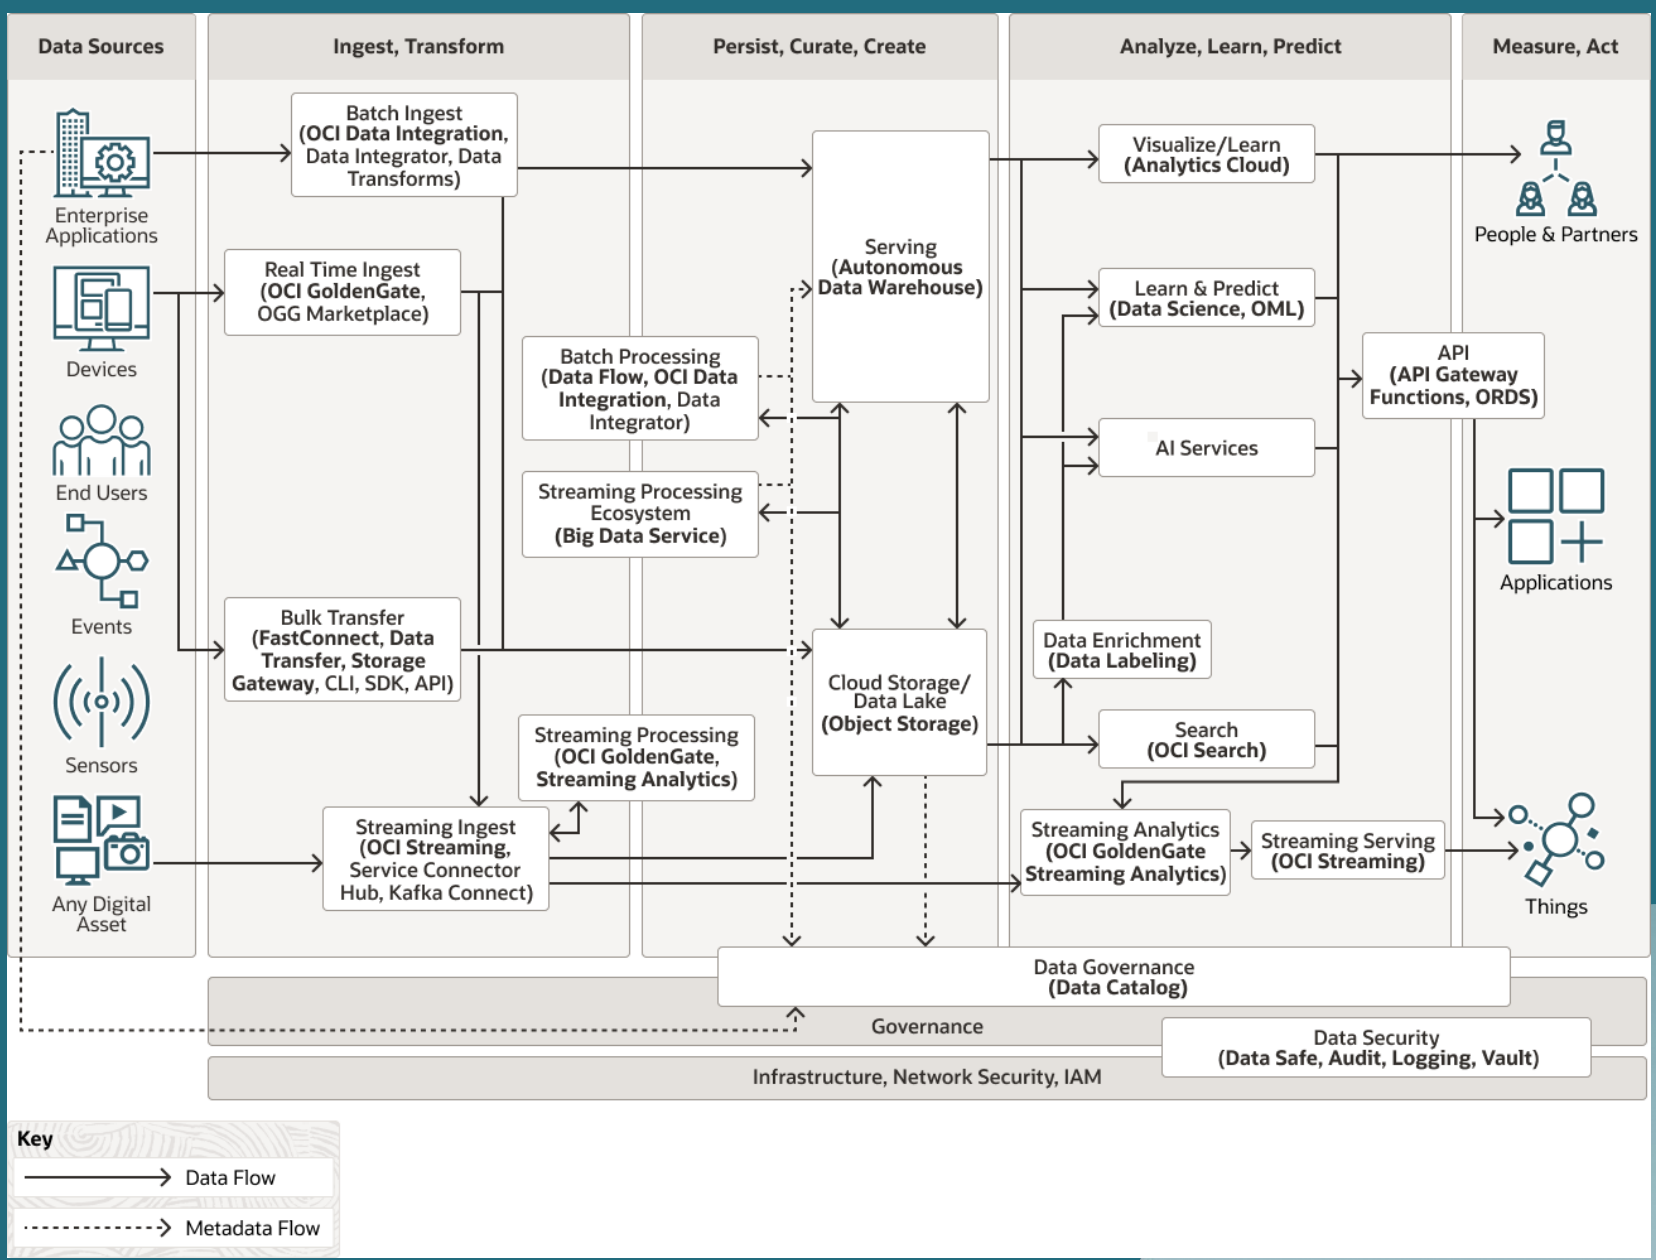 Data Sources
Ingest, Transform
Persist, Curate, Create
Analyze, Learn, Predict
Measure, Act
Enterprise
Applications
Devices
End Users
Events
Sensors
Any Digital
Asset
Batch Ingest
(OCI Data Integration,
Data Integrator, Data
Transforms)
Real Time Ingest
(OCI GoldenGate,
OGG Marketplace)
Bulk Transfer
(FastConnect, Data
Transfer, Storage
Gateway, CLI, SDK, API)
Streaming Ingest
(OCI Streaming,
Service Connector
Hub, Kafka Connect)
Batch Processing
(Data Flow, OCI Data
Integration, Data
Integrator)
Streaming Processing
Ecosystem
(Big Data Service)
Streaming Processing
(OCI GoldenGate,
Streaming Analytics)
Serving
(Autonomous
Data Warehouse)
Cloud Storage/
Data Lake
(Object Storage)
Visualize/Learn
(Analytics Cloud)
Learn & Predict
(Data Science, OML)
AI Services
Data Enrichment
(Data Labeling)
Search
(OCI Search)
Streaming Analytics
(OCI GoldenGate
Streaming Analytics)
Streaming Serving
(OCI Streaming)
API
(API Gateway
Functions, ORDS)
People & Partners
Applications
Things
Data Governance
(Data Catalog)
Governance
Data Security
(Data Safe, Audit, Logging, Vault)
Infrastructure, Network Security, IAM
Key
Data Flow
Metadata Flow